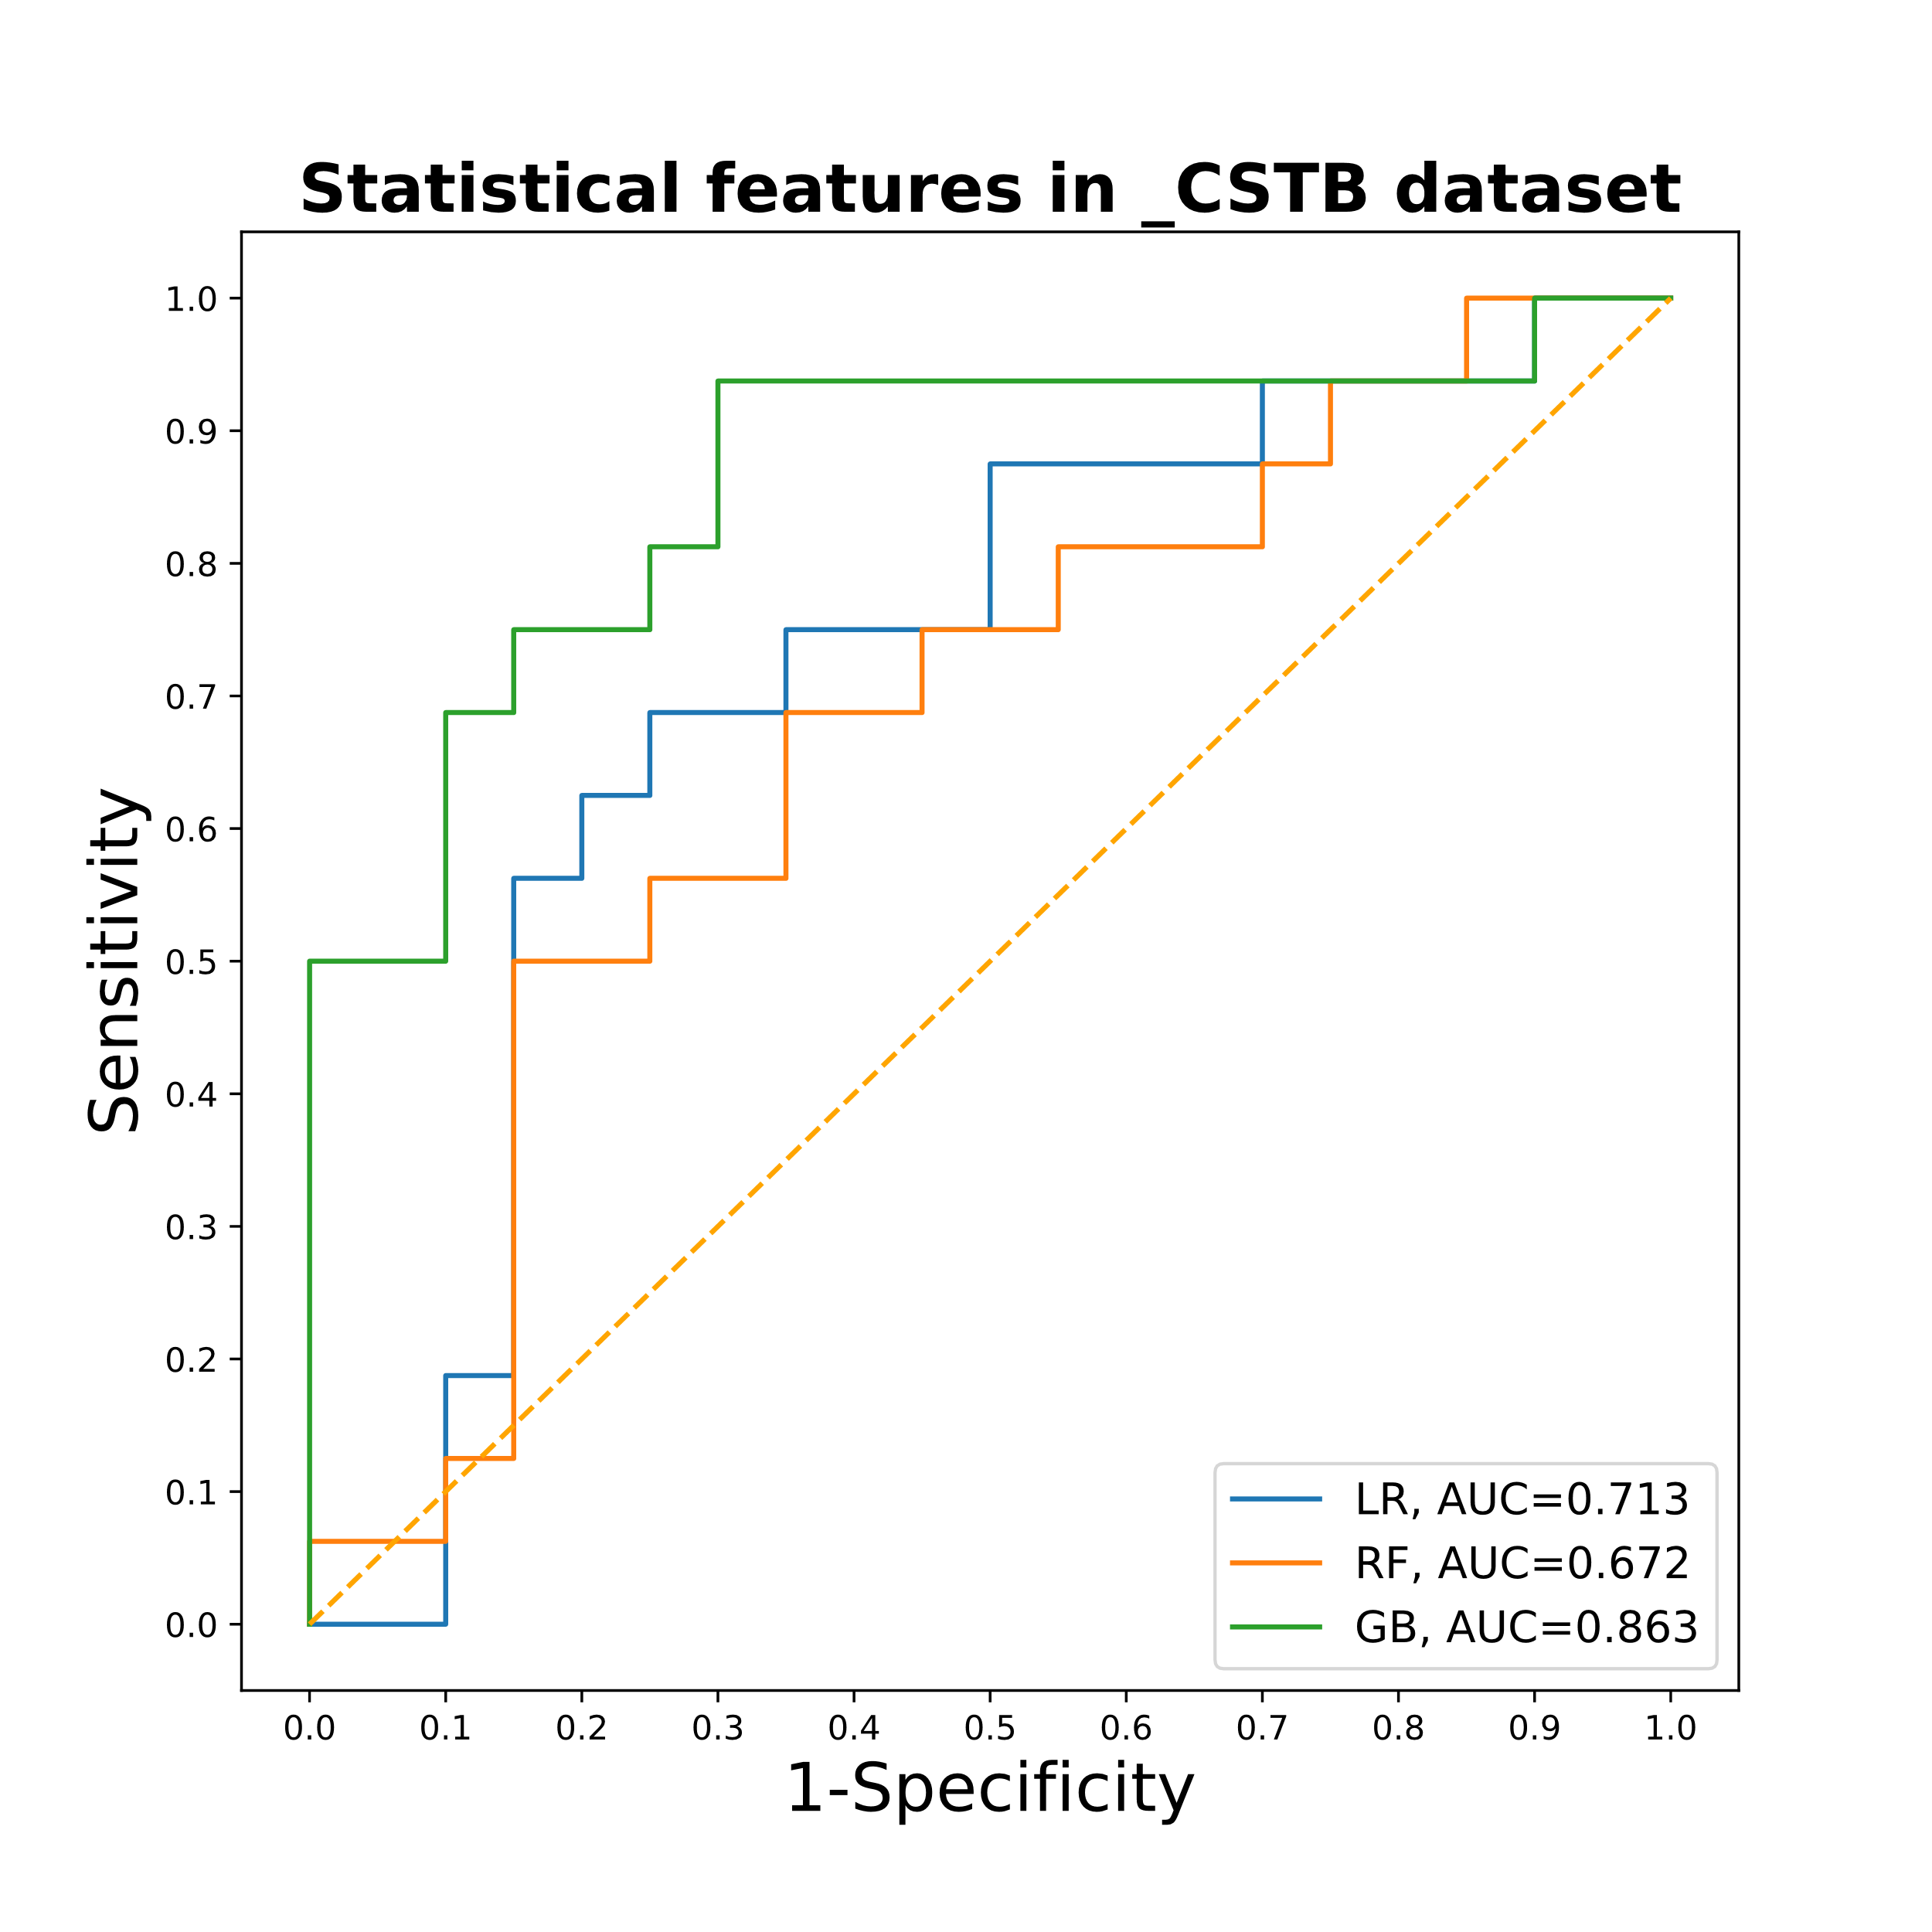 Statistical features in _CSTB dataset
Sensitivity
1.0
0.9
0.8
0.7
0.6
0.5
0.4
0.3
0.2
0.1
0.0
LR, AUC=0.713
RF, AUC=0.672
GB, AUC=0.863
0.0 0.1 0.2 0.3 0.4 0.5 0.6 0.7 0.8 0.9 1.0
1-Specificity